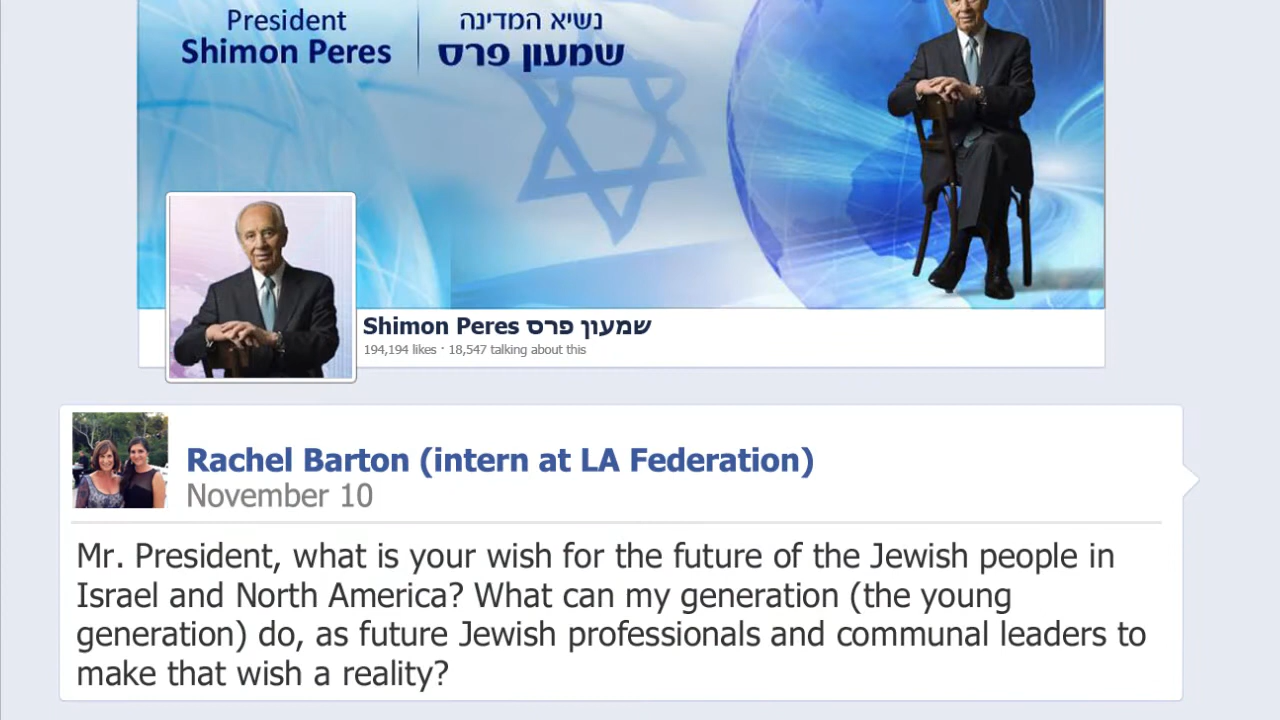 President
Shimon Peres
נשיא המדינה
שמעון פרס
Shimon Peres שמעון פרס
194,194 likes · 18,547 talking about this
Rachel Barton (intern at LA Federation)
November 10
Mr. President, what is your wish for the future of the Jewish people in
Israel and North America? What can my generation (the young
generation) do, as future Jewish professionals and communal leaders to
make that wish a reality?